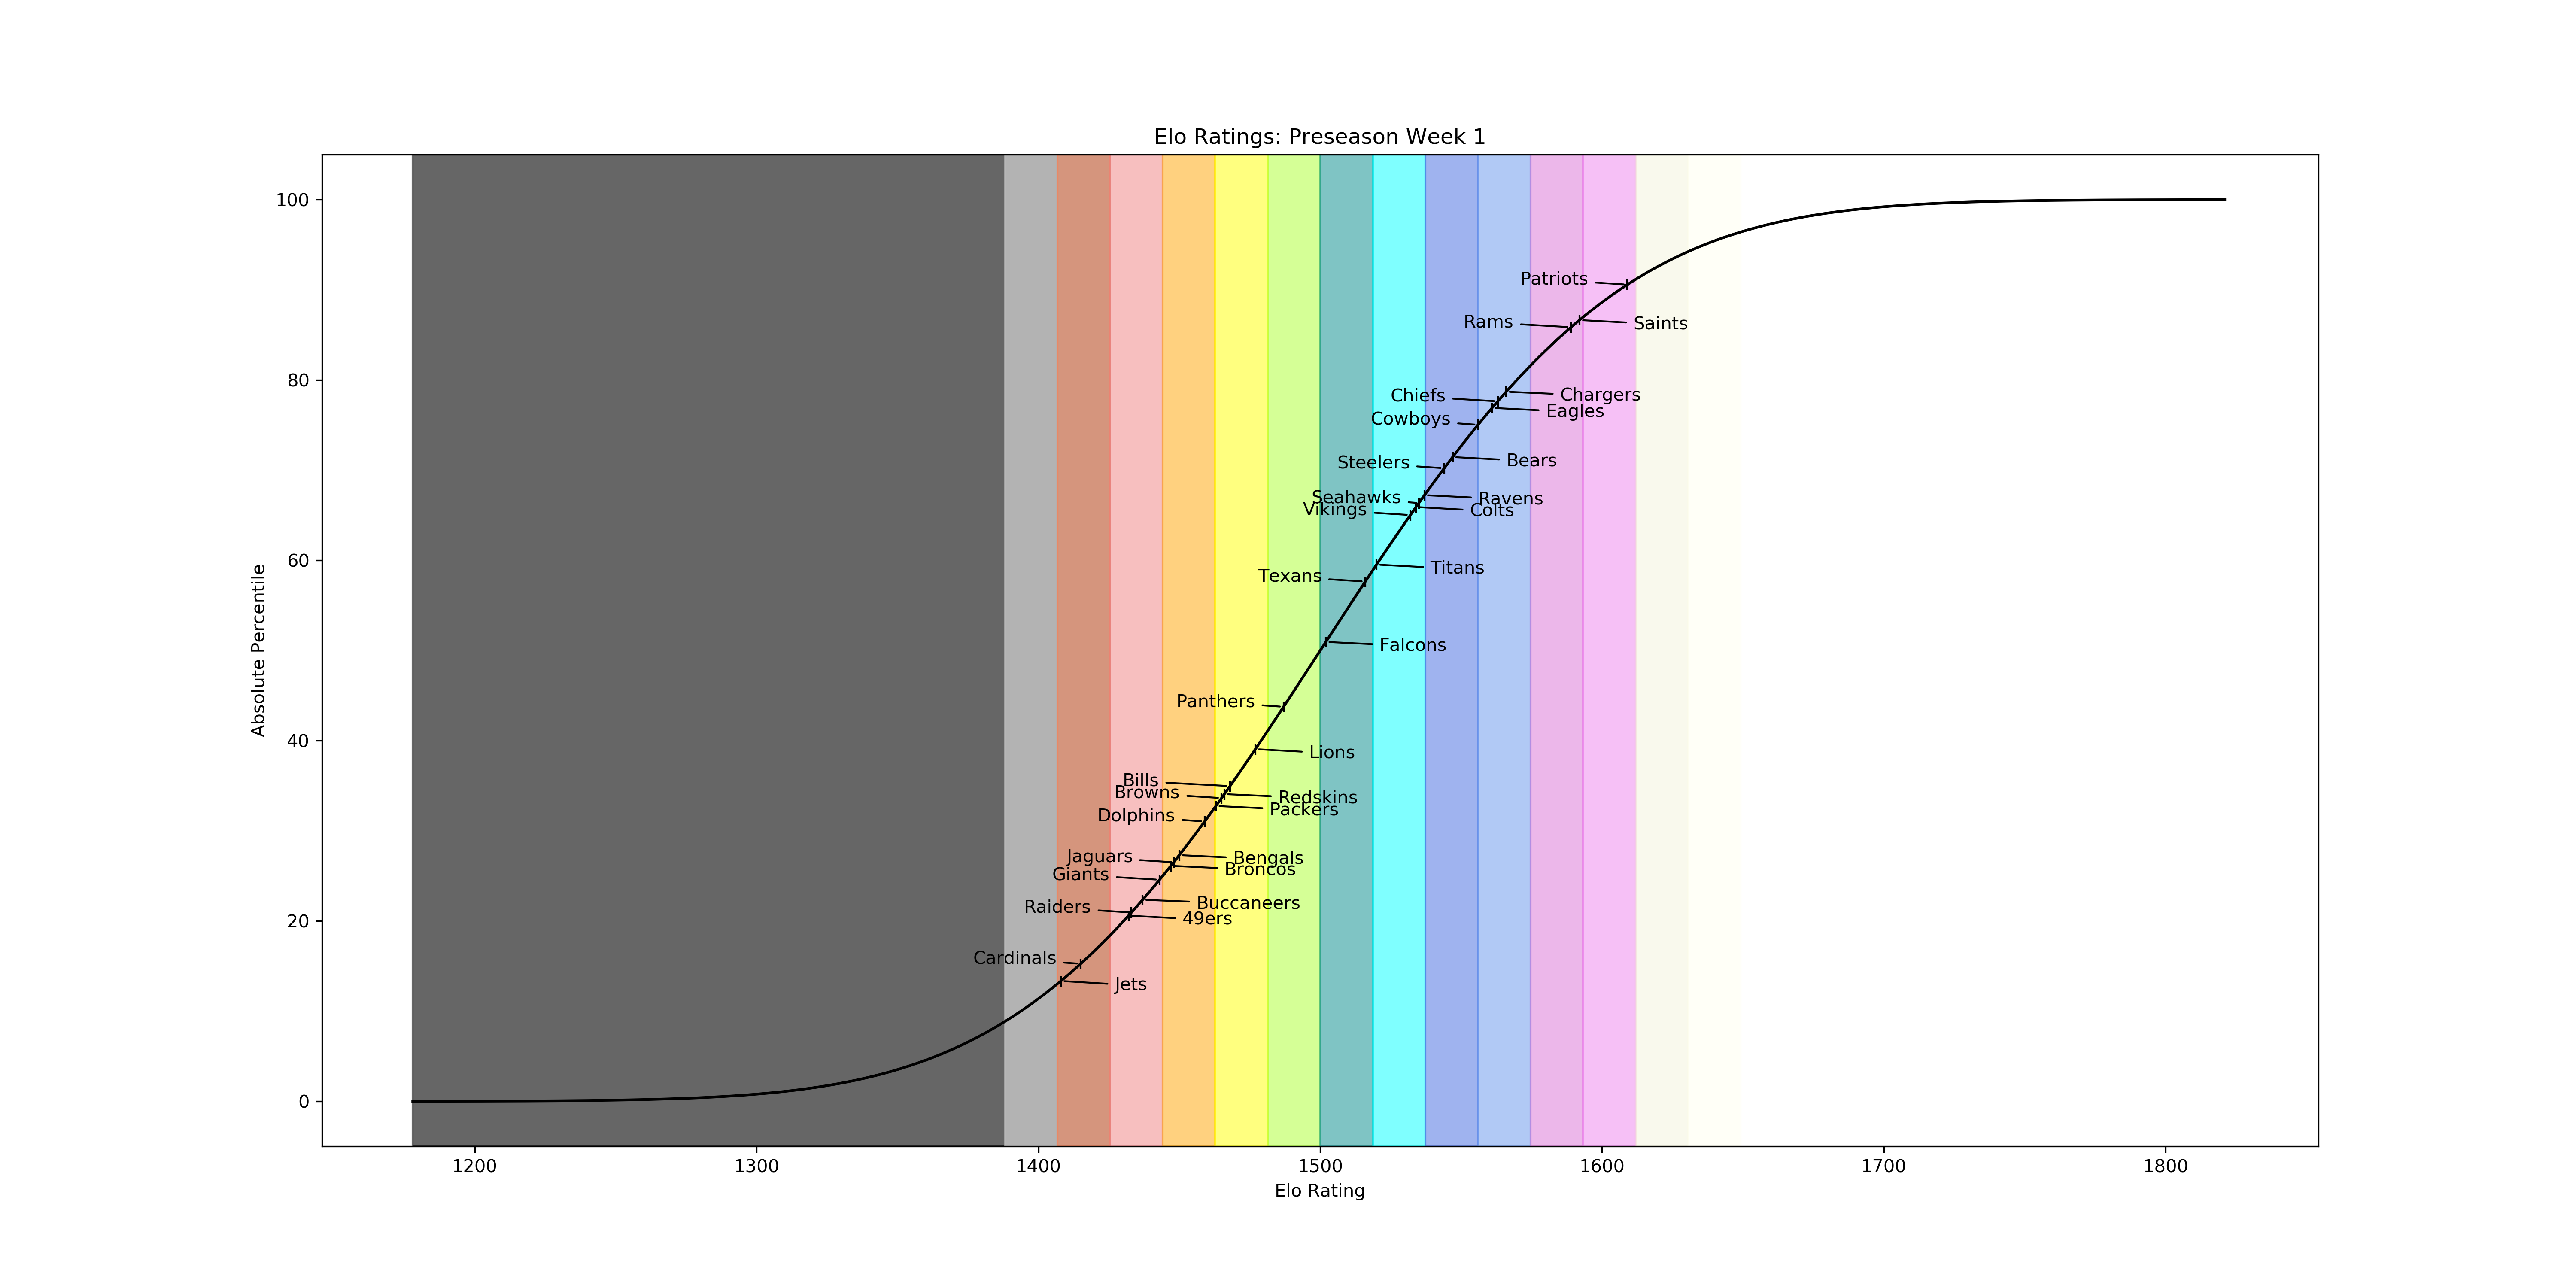 Elo Ratings: Preseason Week 1
100
80
60
40
20
0
Absolute Percentile
Patriots
Rams
Saints
Chiefs
Chargers
Eagles
Cowboys
Steelers
Bears
Seahawks
Ravens
Vikings
Colts
Texans
Titans
Falcons
Panthers
Lions
Bills
Browns
Redskins
Packers
Dolphins
Jaguars
Bengals
Giants
Broncos
Raiders
Buccaneers
49ers
Cardinals
Jets
1200 1300 1400 1500 1600 1700 1800
Elo Rating